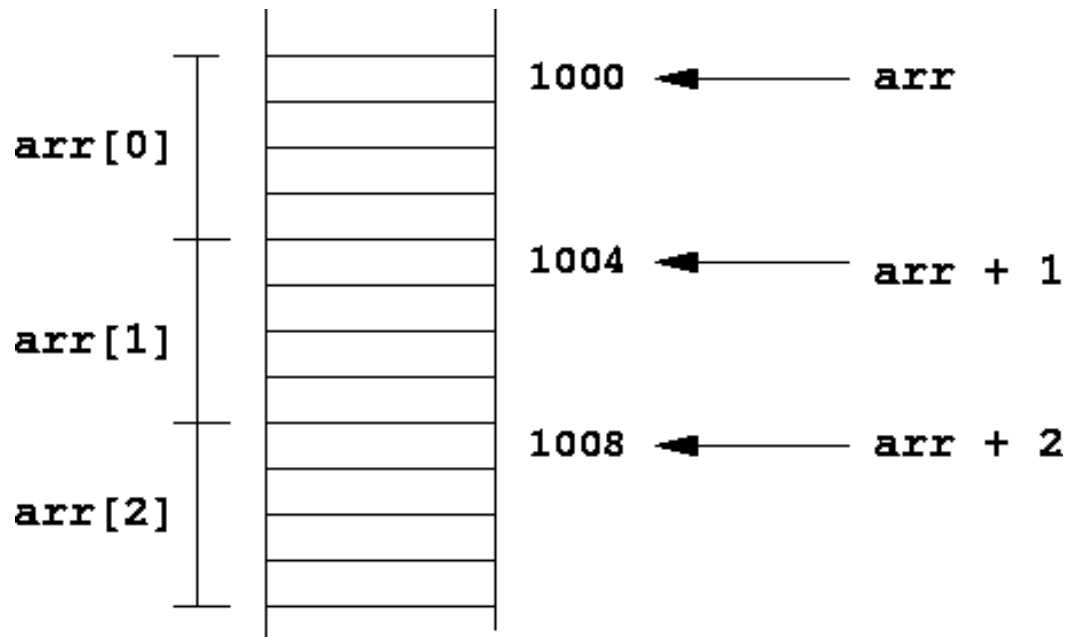 1000 arr
arr[0]
1004 arr + 1
arr[1]
1008 arr + 2
arr[2]